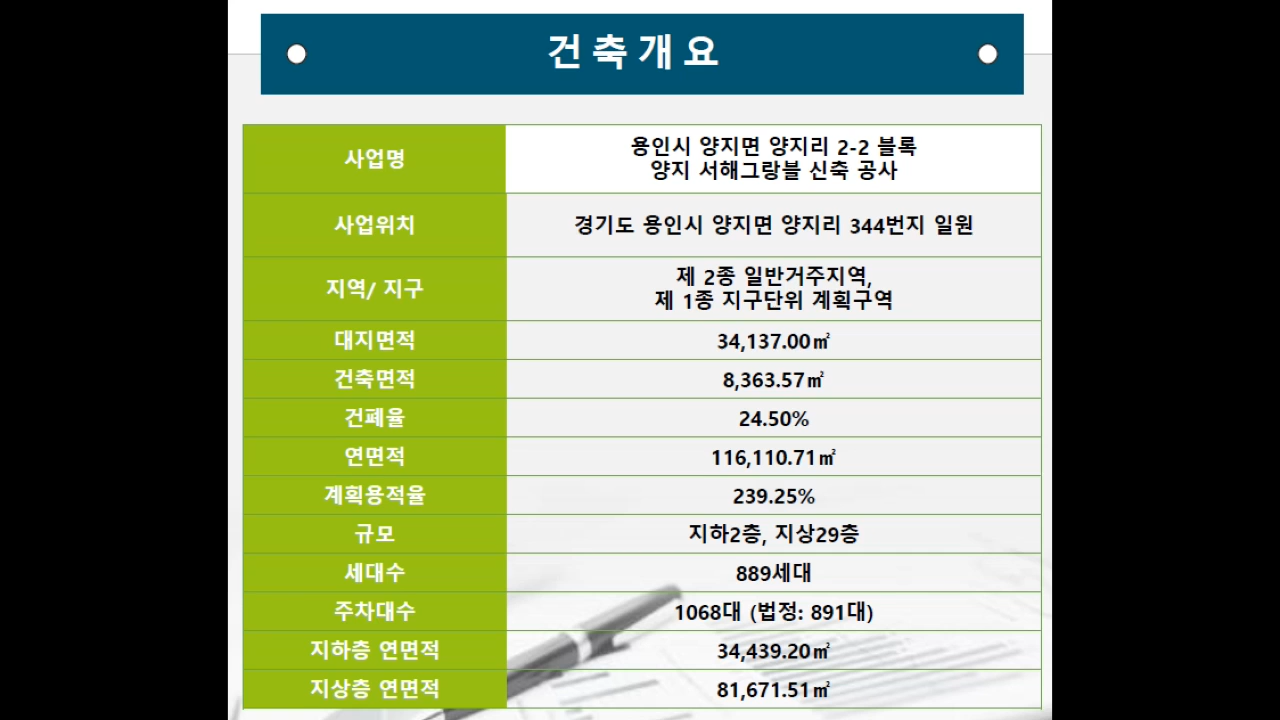 건축개요
사업명
용인시 양지면 양지리 2-2 블록
양지 서해그랑블 신축 공사
사업위치
경기도 용인시 양지면 양지리 344번지 일원
지역/ 지구
제 2종 일반거주지역,
제 1종 지구단위 계획구역
대지면적
34,137.00㎡
건축면적
8,363.57㎡
건폐율
24.50%
연면적
116,110.71㎡
계획용적율
239.25%
규모
지하2층, 지상29층
세대수
889세대
주차대수
1068대 (법정: 891대)
지하층 연면적
34,439.20㎡
지상층 연면적
81,671.51㎡